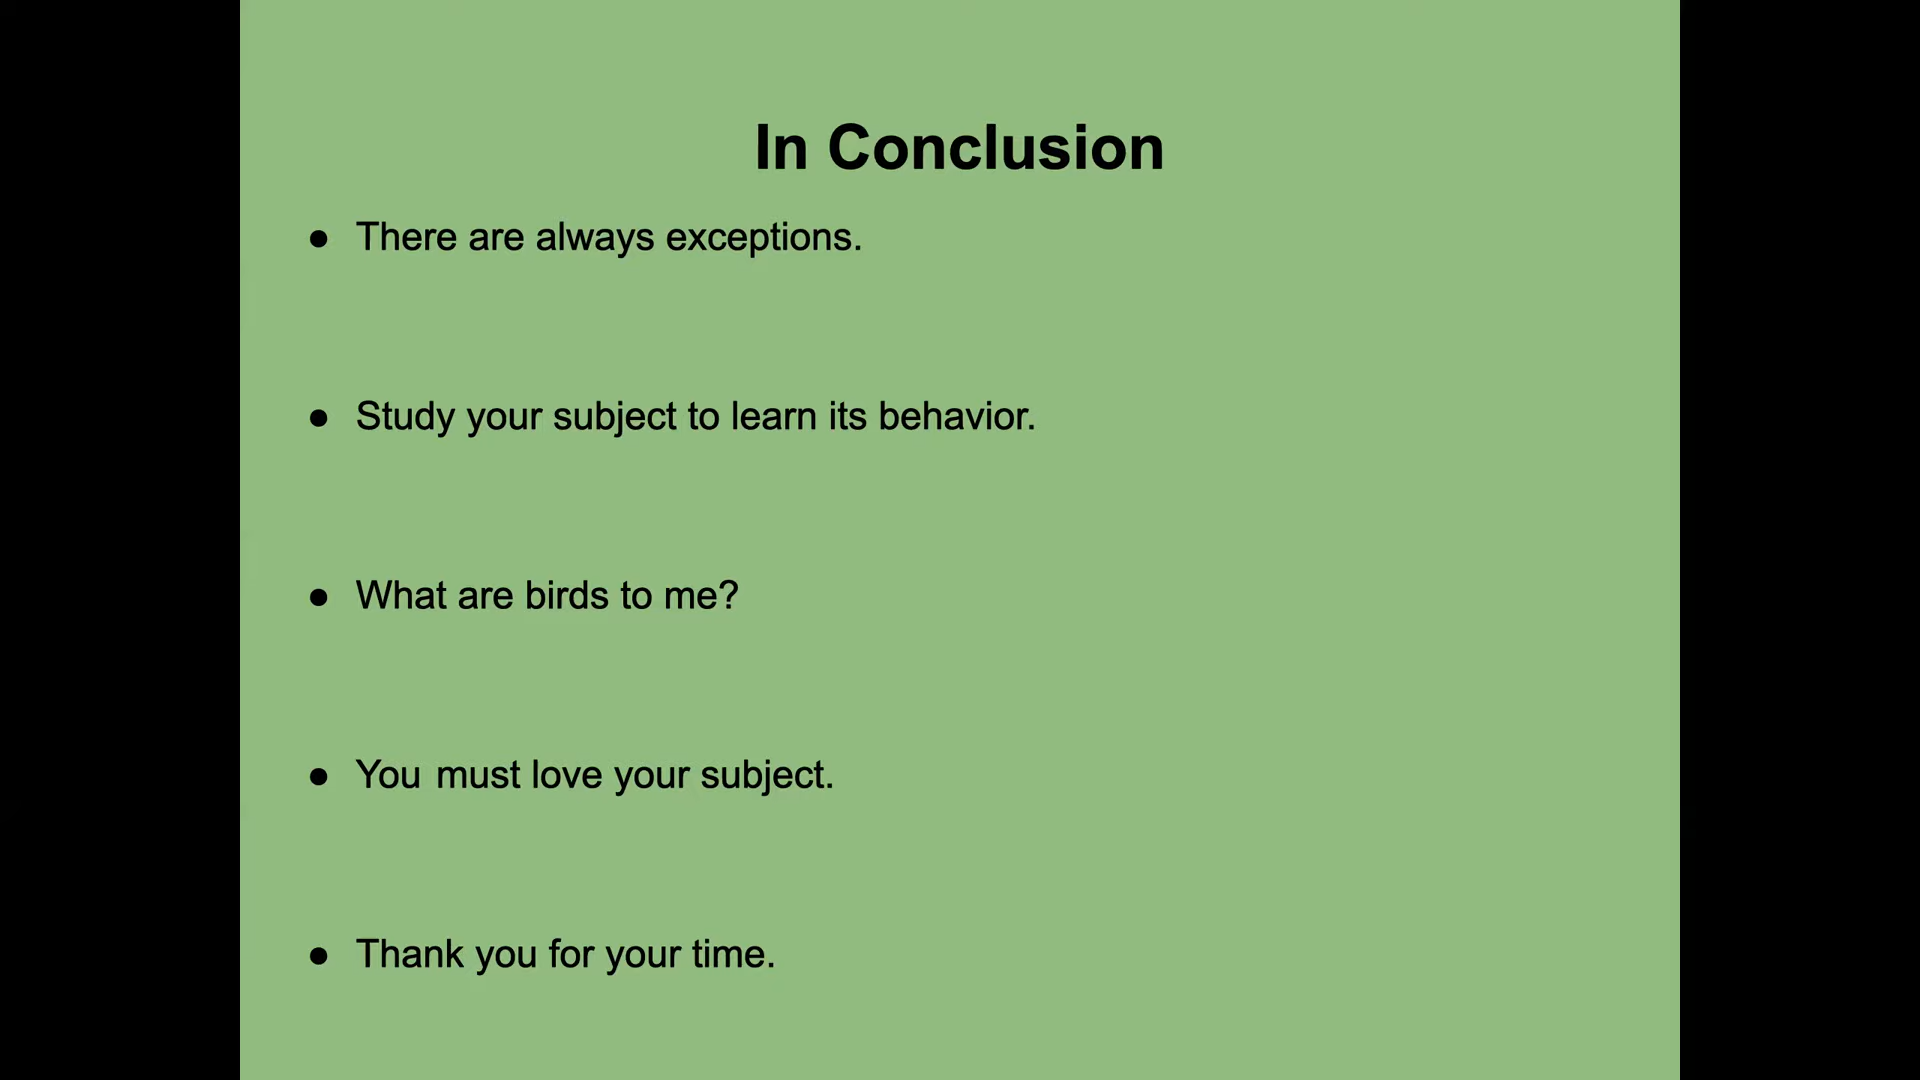 In Conclusion
● There are always exceptions.
● Study your subject to learn its behavior.
● What are birds to me?
● You must love your subject.
● Thank you for your time.